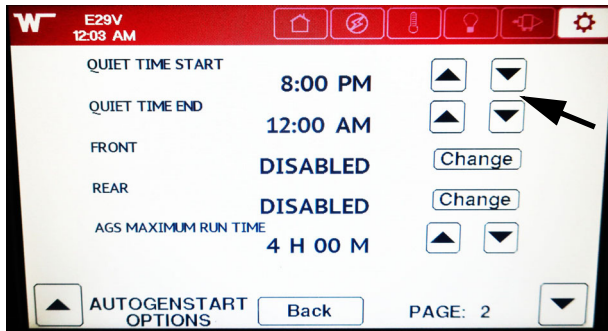 W E29V
12:03 AM
QUIET TIME START
8:00 PM
QUIET TIME END
12:00 AM
FRONT
DISABLED
Change
REAR
DISABLED
Change
AGS MAXIMUM RUN TIME
4 H 00 M
AUTOGENSTART
OPTIONS
Back
PAGE: 2